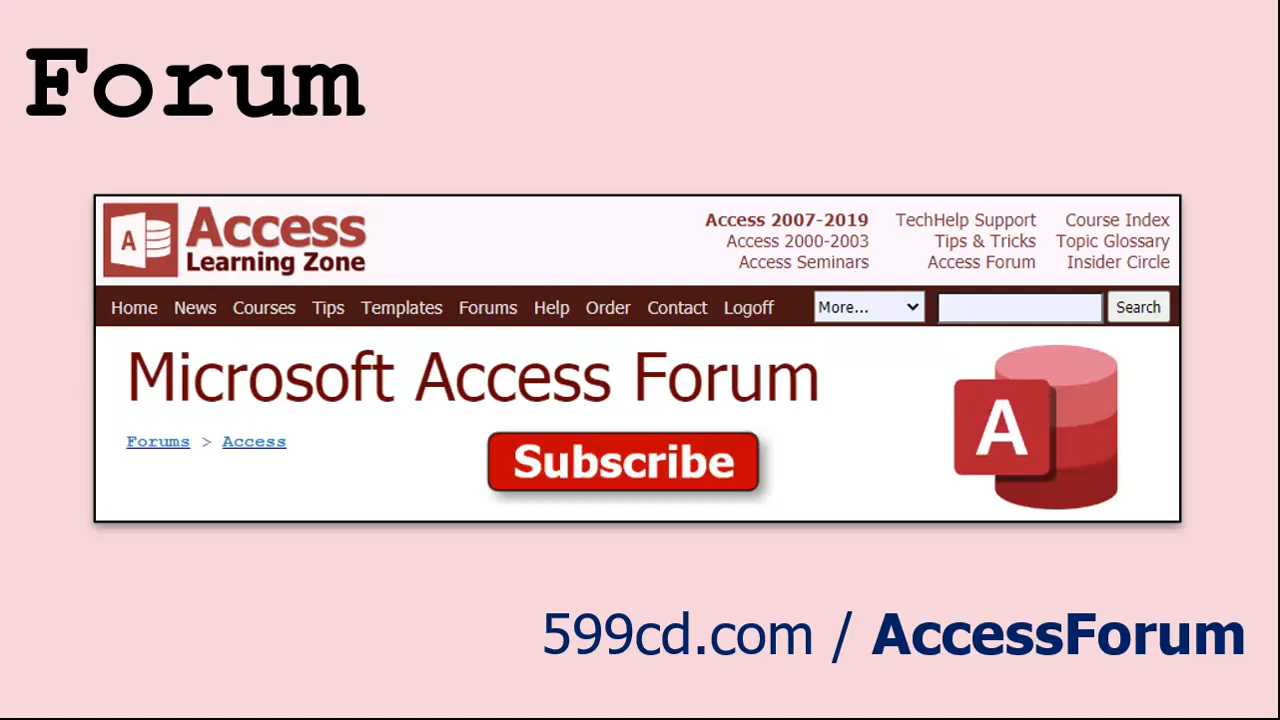 Forum
A
Access
Learning Zone
Access 2007-2019
Access 2000-2003
Access Seminars
TechHelp Support
Tips & Tricks
Access Forum
Course Index
Topic Glossary
Insider Circle
Home News Courses Tips Templates Forums Help Order Contact Logoff More... Search
Microsoft Access Forum
Forums > Access
Subscribe
A
599cd.com / AccessForum